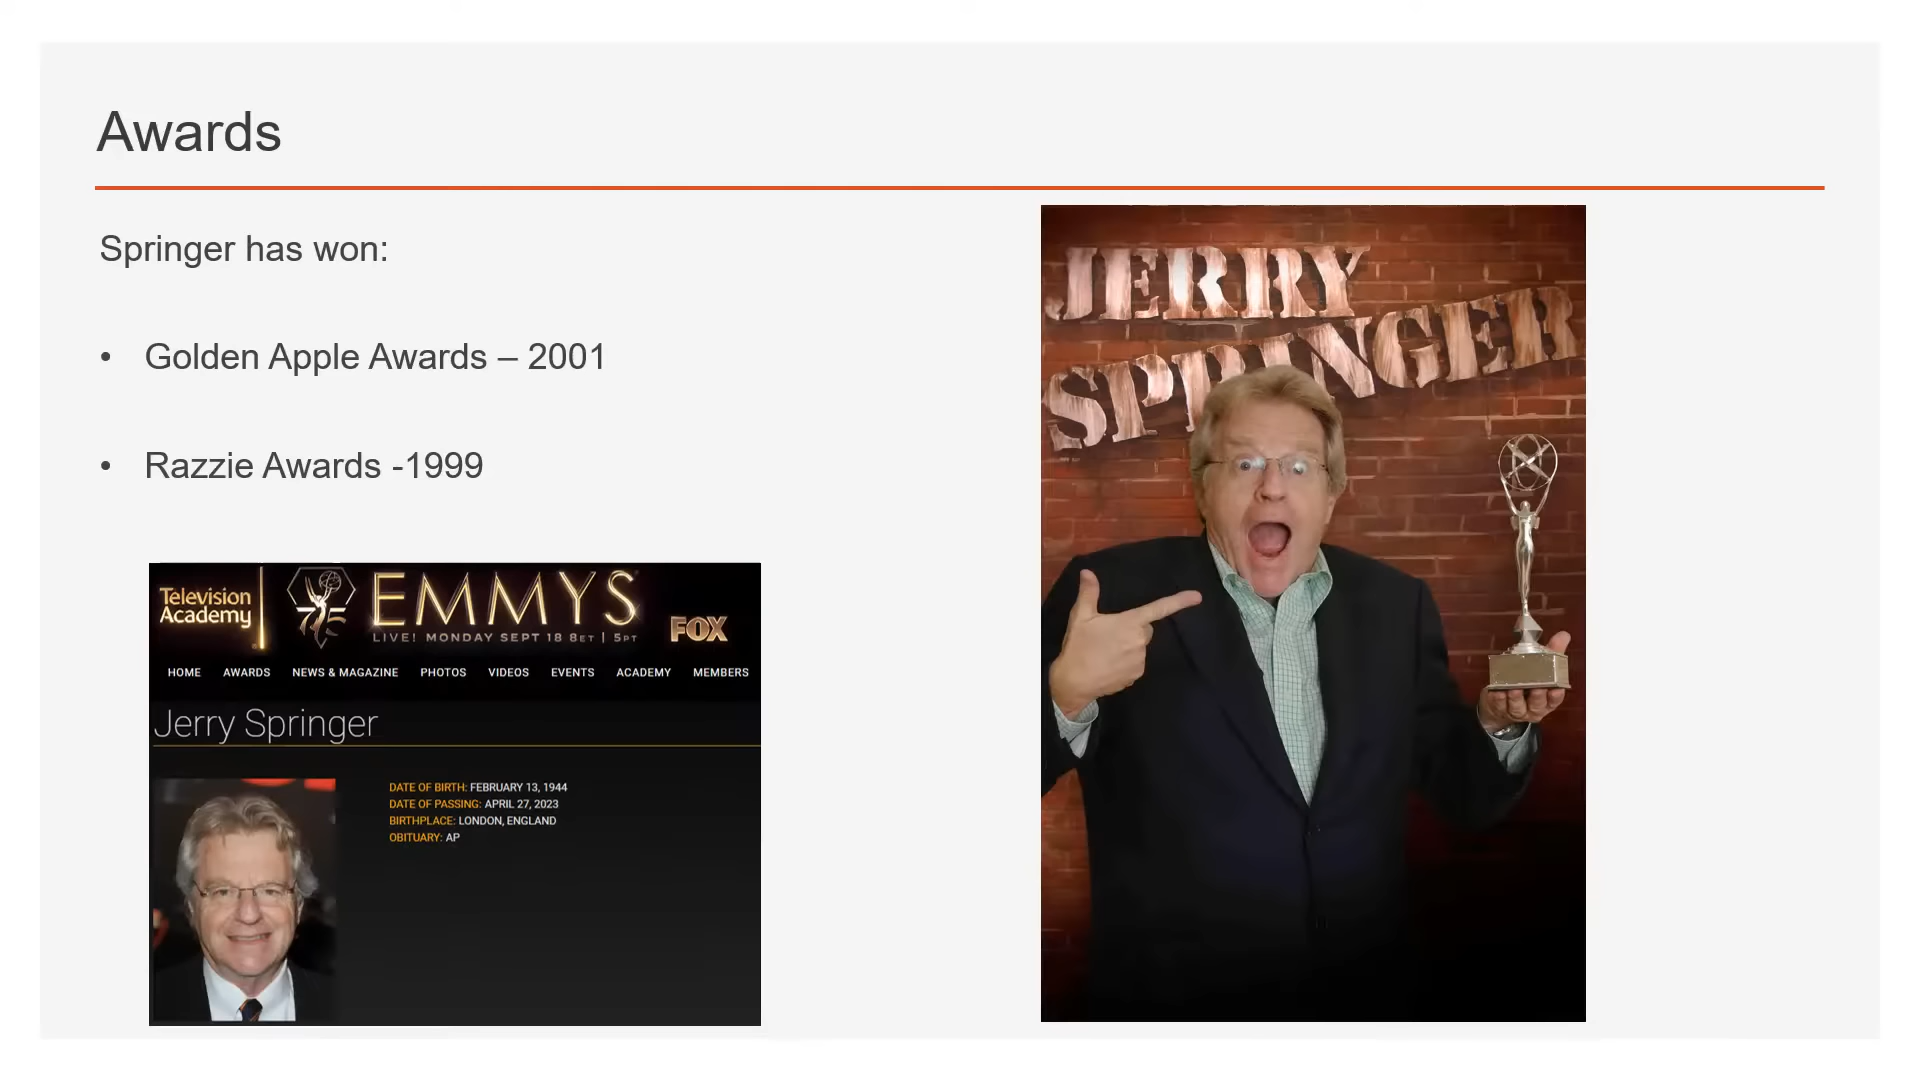 Awards
Springer has won:
• Golden Apple Awards – 2001
• Razzie Awards -1999
Television
Academy
EMMYS
LIVE! MONDAY SEPT 18 8ET | 5PT
FOX
HOME AWARDS NEWS & MAGAZINE PHOTOS VIDEOS EVENTS ACADEMY MEMBERS
Jerry Springer
DATE OF BIRTH: FEBRUARY 13, 1944
DATE OF PASSING: APRIL 27, 2023
BIRTHPLACE: LONDON, ENGLAND
OBITUARY: AP
JERRY
SPRINGER